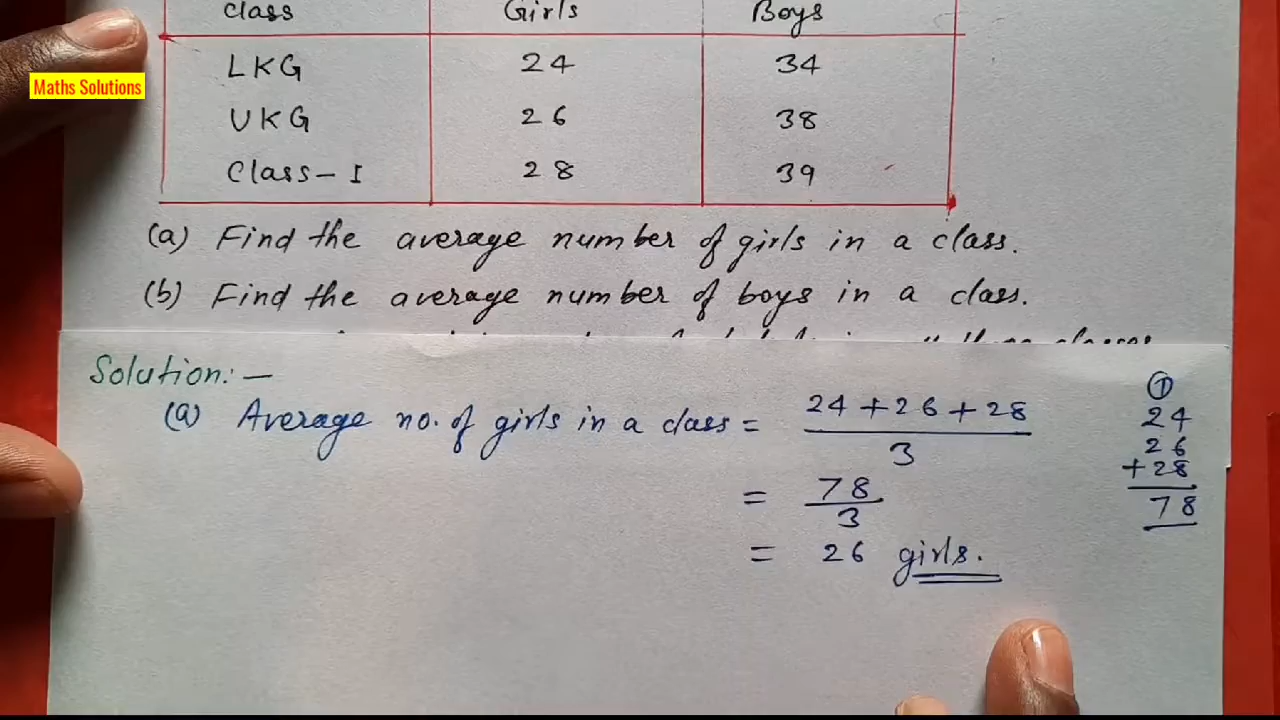 class Girls Boys
LKG 24 34
Maths Solutions
UKG 26 38
Class-I 28 39
(a) Find the average number of girls in a class.
(b) Find the average number of boys in a class.
Solution:-
(a) Average no. of girls in a class = 24+26+28
3
= 78
3
= 26 girls.
1
24
26
+28
78